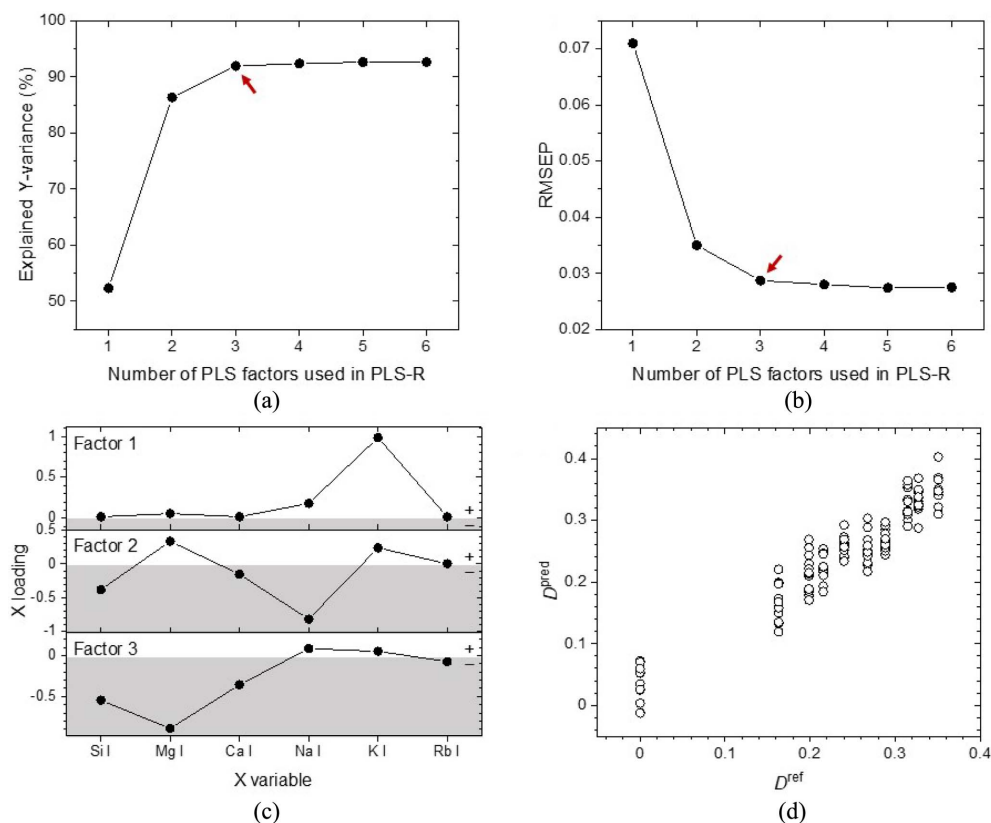 100
90
80
70
60
50
Explained Y-variance (%)
1 2 3 4 5 6
Number of PLS factors used in PLS-R
(a)
0.07
0.06
0.05
0.04
0.03
0.02
RMSEP
1 2 3 4 5 6
Number of PLS factors used in PLS-R
(b)
Factor 1
1
0.5
0
+
−
0.5
Factor 2
0
+
−
-0.5
-1
Factor 3
0
+
−
-0.5
X loading
Si I Mg I Ca I Na I K I Rb I
X variable
(c)
0.4
0.3
0.2
0.1
0
D^pred
0 0.1 0.2 0.3 0.4
D^ref
(d)